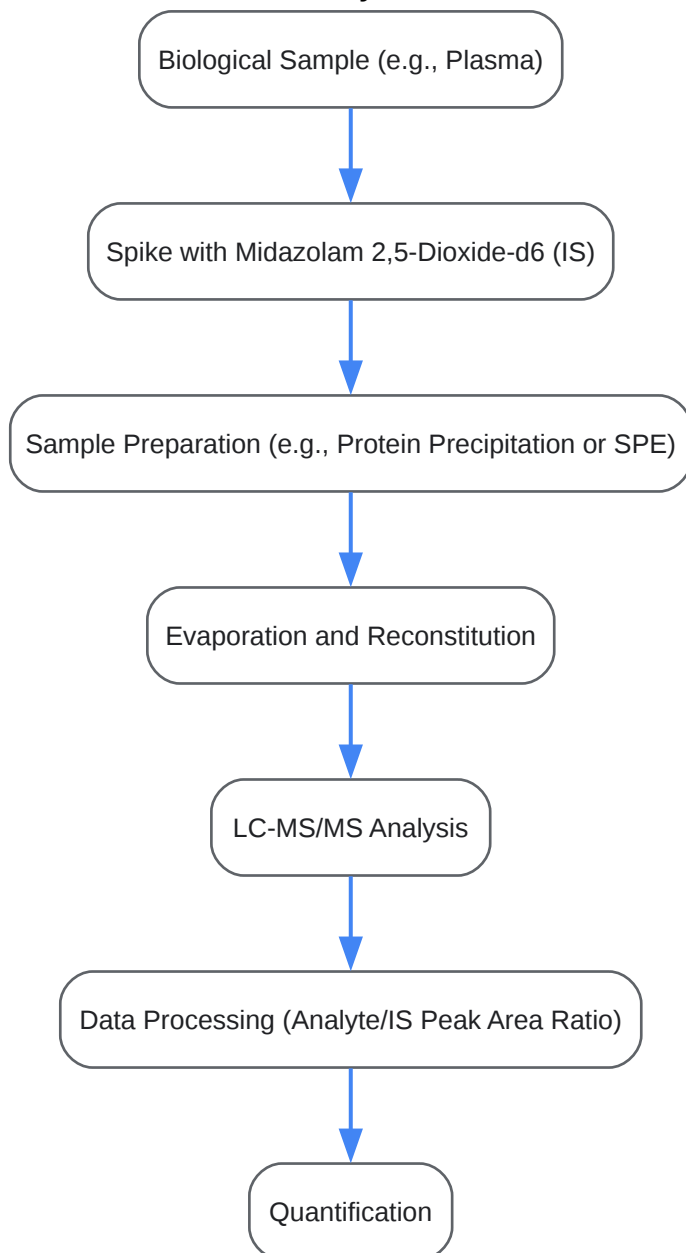 Biological Sample (e.g., Plasma)
Spike with Midazolam 2,5-Dioxide-d6 (IS)
Sample Preparation (e.g., Protein Precipitation or SPE)
Evaporation and Reconstitution
LC-MS/MS Analysis
Data Processing (Analyte/IS Peak Area Ratio)
Quantification